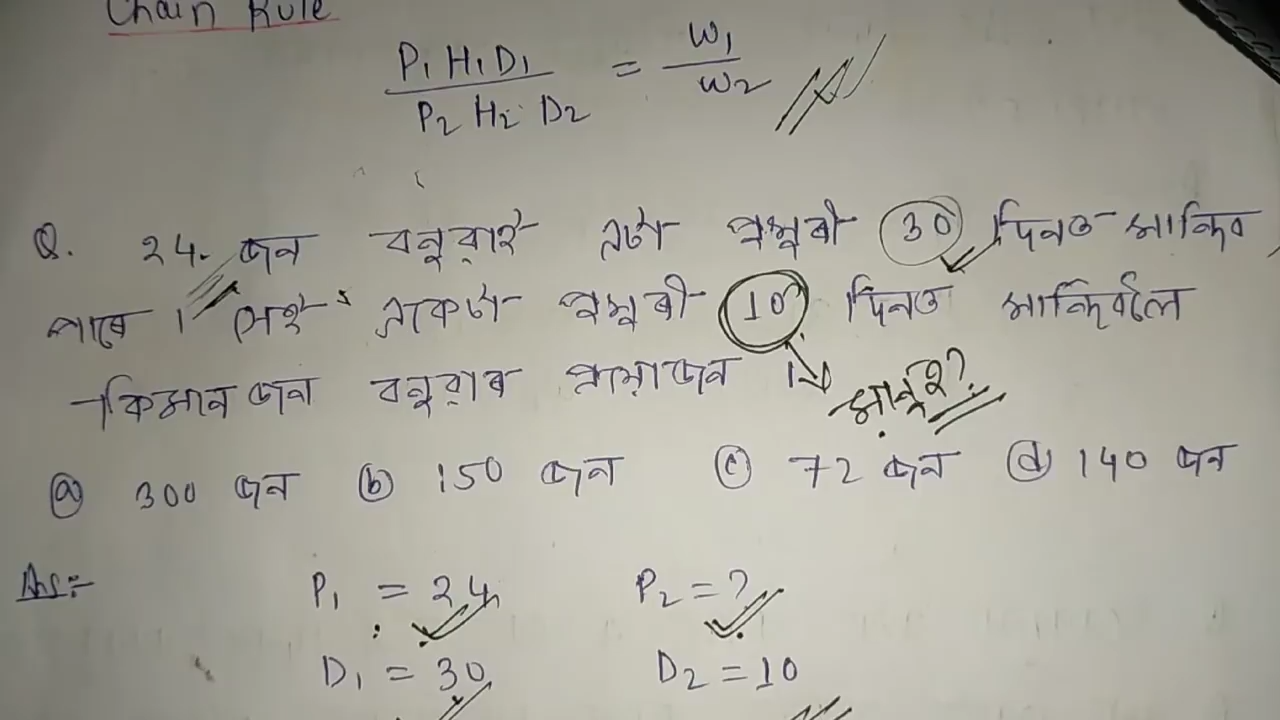 Chain Rule
P₁ H₁ D₁ / P₂ H₂ D₂ = W₁ / W₂
Q. 24 জন বনুৱাই এটা পুখুৰী 30 দিনত খান্দিব
পাৰে । সেই একেটা পুখুৰী 10 দিনত খান্দিবলৈ
কিমান জন বনুৱাৰ প্ৰয়োজন ।
মানুহ?
(a) 300 জন (b) 150 জন (c) 72 জন (d) 140 জন
Ans:- P₁ = 24 P₂ = ?
D₁ = 30 D₂ = 10